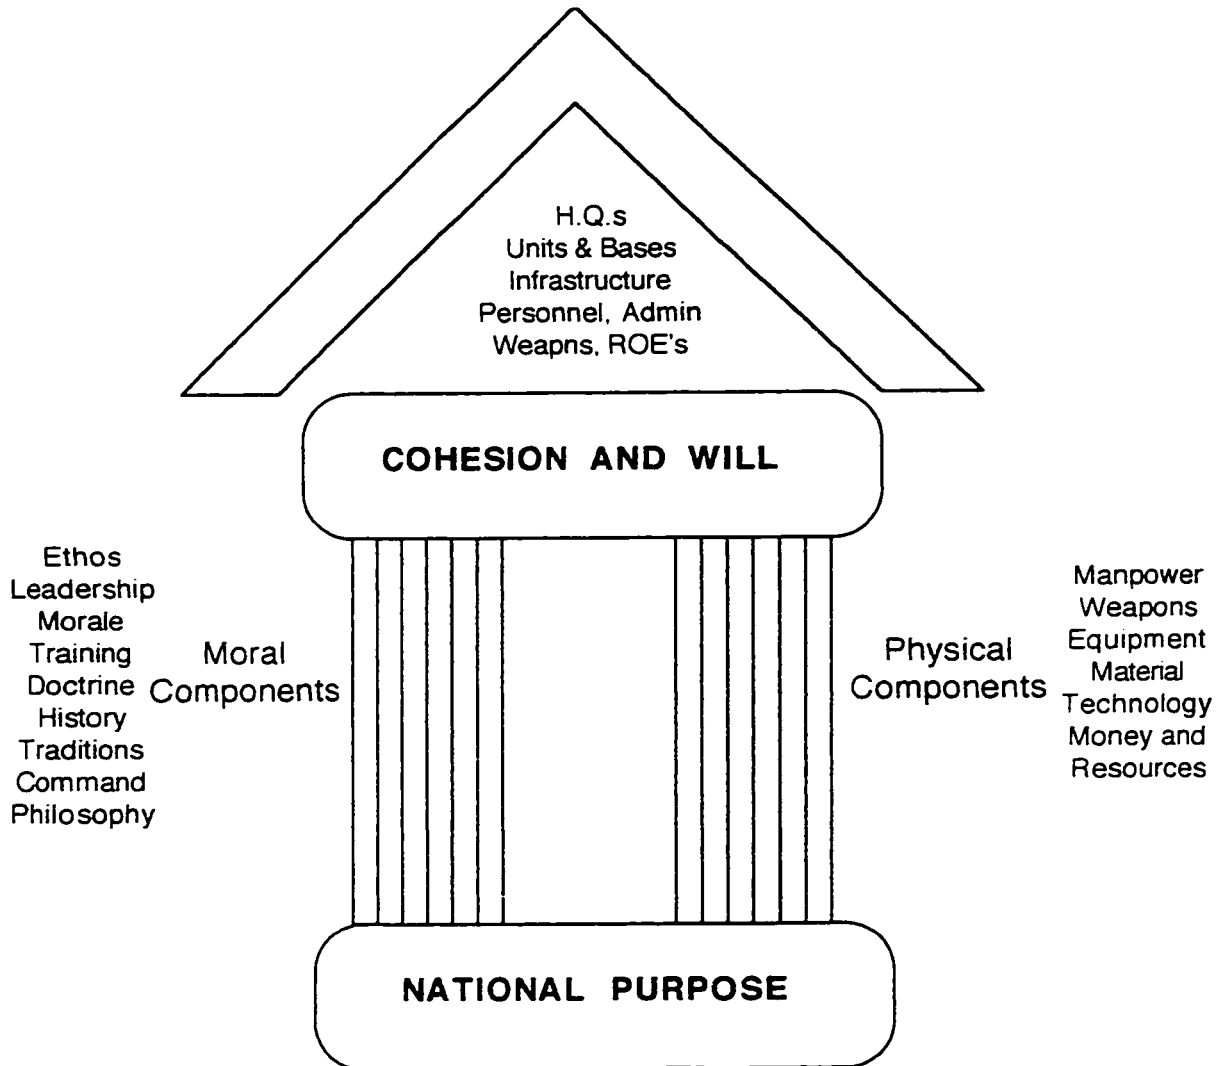 H.Q.s
Units & Bases
Infrastructure
Personnel, Admin
Weapns, ROE's
COHESION AND WILL
Ethos
Leadership
Morale
Training
Doctrine
History
Traditions
Command
Philosophy
Moral
Components
Physical
Components
Manpower
Weapons
Equipment
Material
Technology
Money and
Resources
NATIONAL PURPOSE